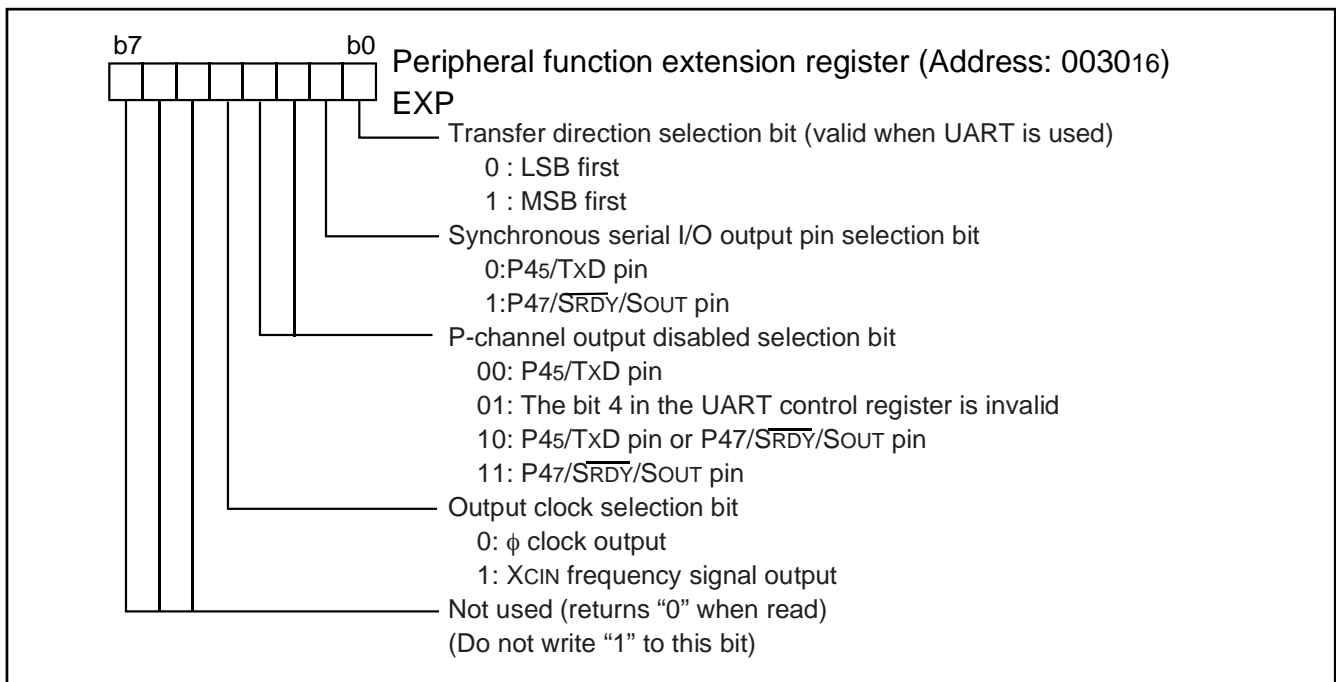 b7 b0
Peripheral function extension register (Address: 003016)
EXP
Transfer direction selection bit (valid when UART is used)
0 : LSB first
1 : MSB first
Synchronous serial I/O output pin selection bit
0:P45/TXD pin
1:P47/SRDY/SOUT pin
P-channel output disabled selection bit
00: P45/TXD pin
01: The bit 4 in the UART control register is invalid
10: P45/TXD pin or P47/SRDY/SOUT pin
11: P47/SRDY/SOUT pin
Output clock selection bit
0: ϕ clock output
1: XCIN frequency signal output
Not used (returns “0” when read)
(Do not write “1” to this bit)